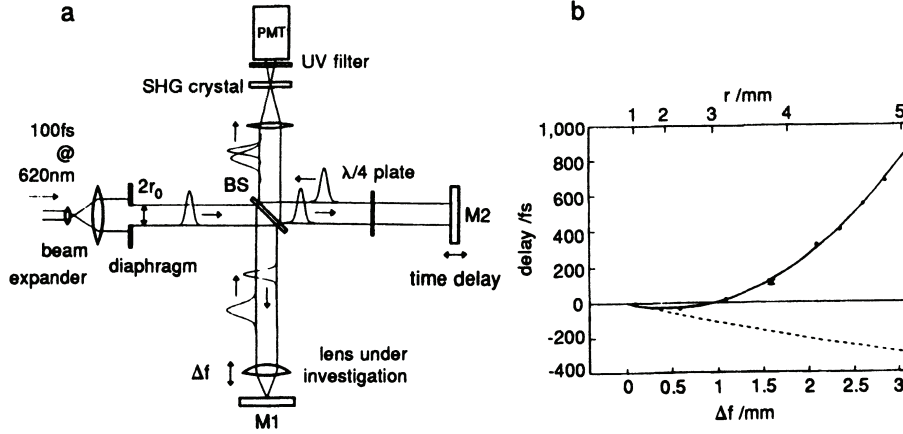 a
PMT
UV filter
SHG crystal
100fs
@
620nm
2r₀
BS
λ/4 plate
M2
beam
expander
diaphragm
time delay
Δf
lens under
investigation
M1
b
r /mm
1 2 3 4 5
delay /fs
1,000
800
600
400
200
0
-200
-400
0 0.5 1 1.5 2 2.5 3
Δf /mm